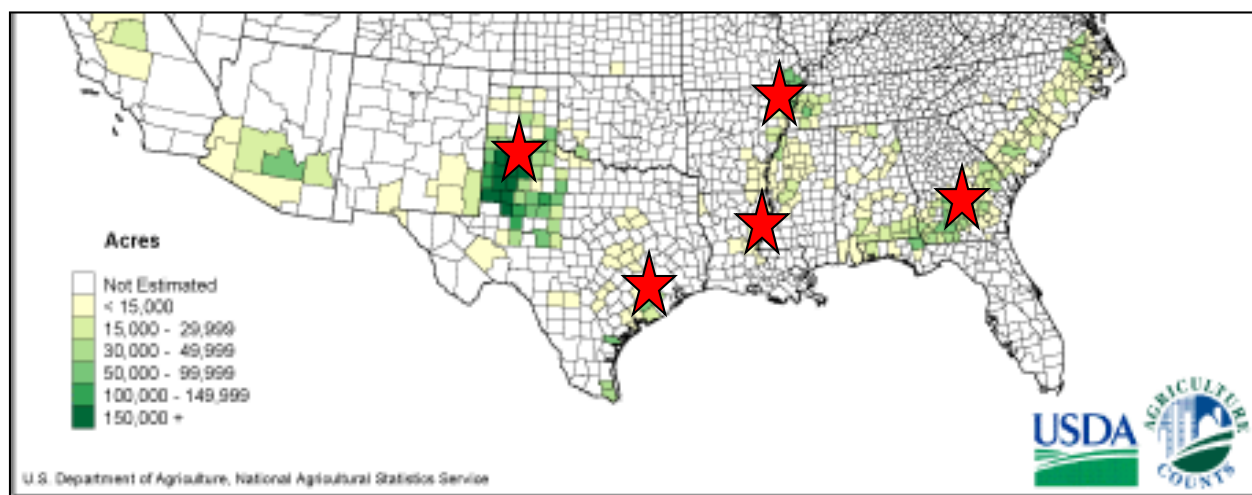 Acres
Not Estimated
< 15,000
15,000 - 29,999
30,000 - 49,999
50,000 - 99,999
100,000 - 149,999
150,000 +
U.S. Department of Agriculture, National Agricultural Statistics Service
USDA
AGRICULTURE
COUNTS